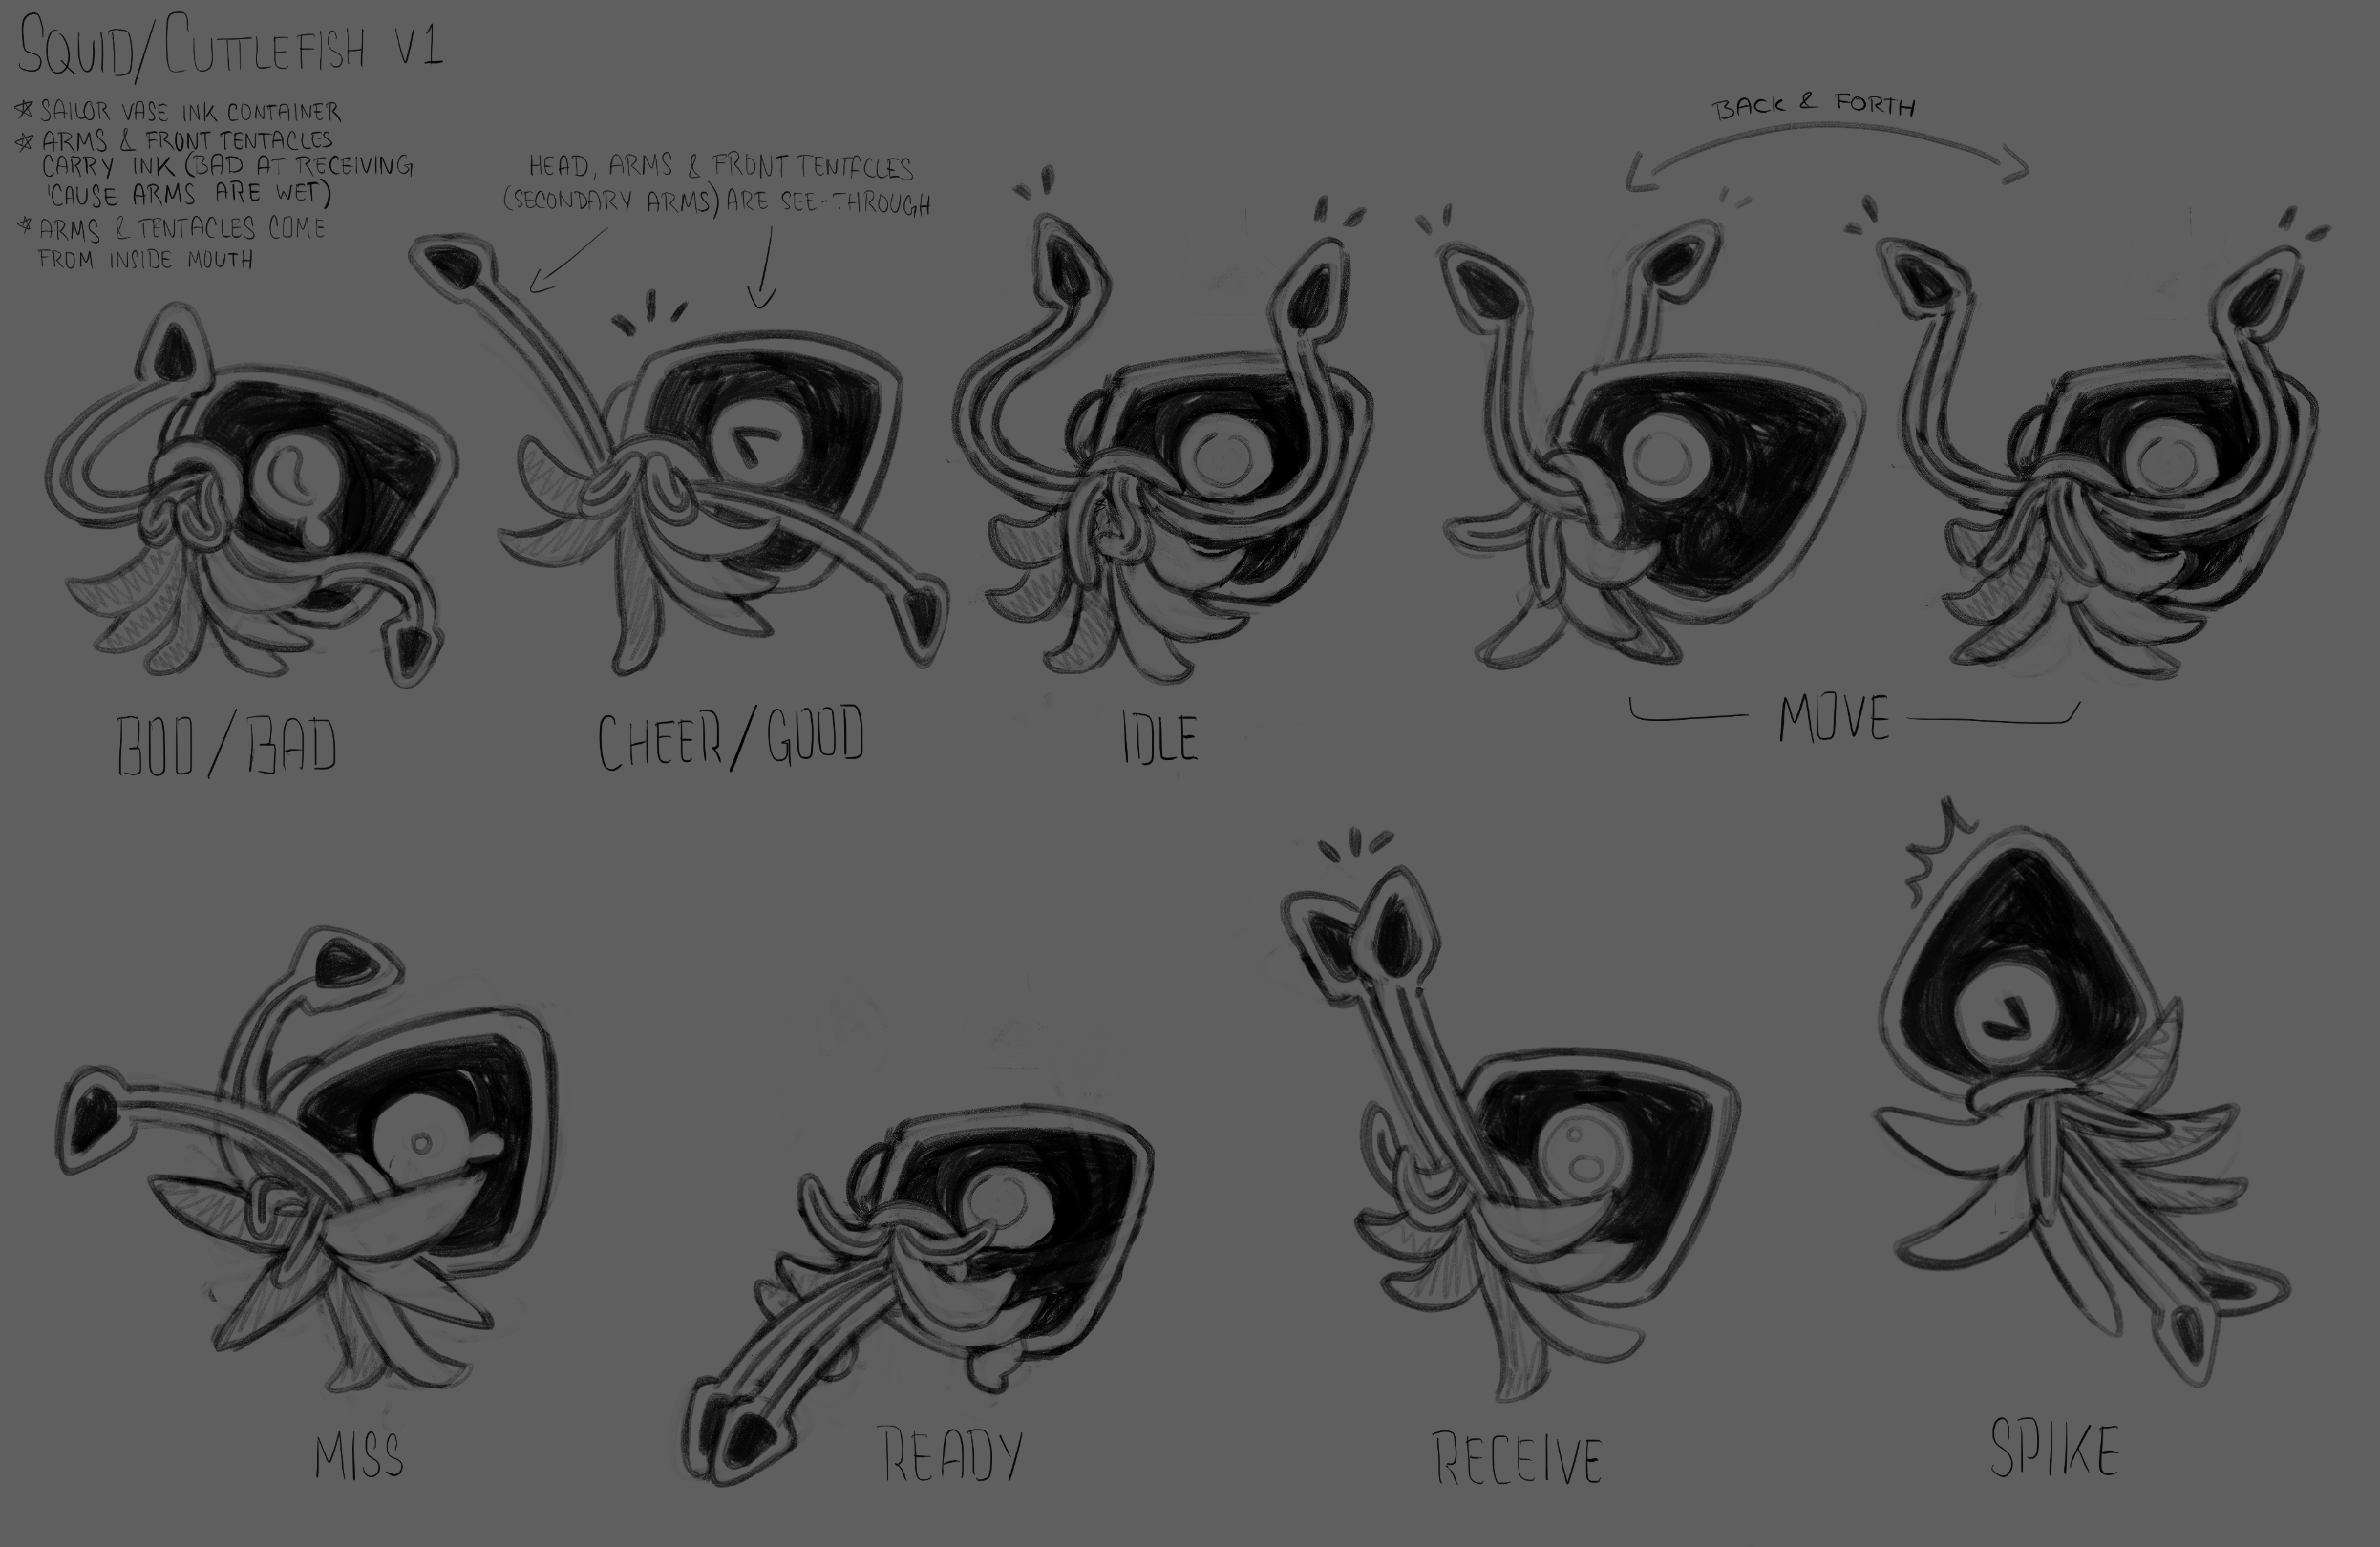 SQUID/CUTTLEFISH V1
☆ SAILOR VASE INK CONTAINER
☆ ARMS & FRONT TENTACLES
CARRY INK (BAD AT RECEIVING
'CAUSE ARMS ARE WET)
☆ ARMS & TENTACLES COME
FROM INSIDE MOUTH
HEAD, ARMS & FRONT TENTACLES
(SECONDARY ARMS) ARE SEE-THROUGH
BACK & FORTH
BOO/BAD
CHEER/GOOD
IDLE
MOVE
MISS
READY
RECEIVE
SPIKE